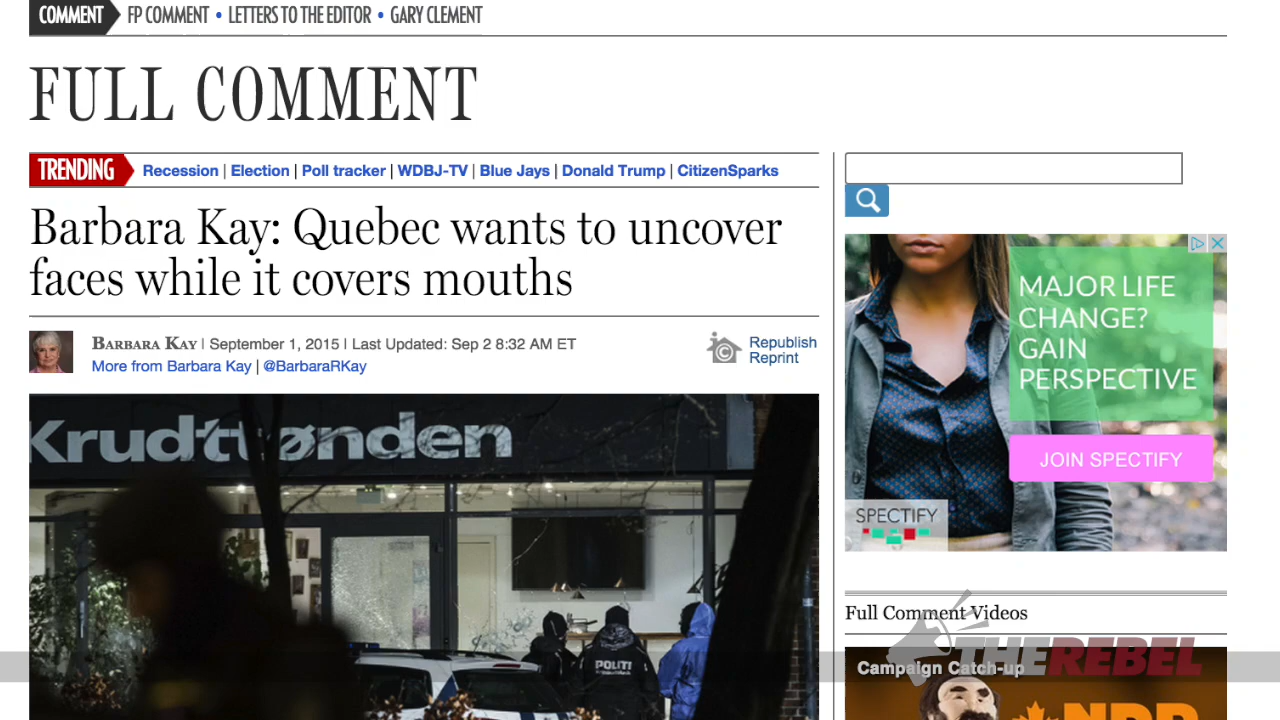 COMMENT FP COMMENT • LETTERS TO THE EDITOR • GARY CLEMENT
FULL COMMENT
TRENDING Recession | Election | Poll tracker | WDBJ-TV | Blue Jays | Donald Trump | CitizenSparks
Barbara Kay: Quebec wants to uncover
faces while it covers mouths
BARBARA KAY | September 1, 2015 | Last Updated: Sep 2 8:32 AM ET
More from Barbara Kay | @BarbaraRKay
Republish
Reprint
Krudttønden
POLITI
MAJOR LIFE
CHANGE?
GAIN
PERSPECTIVE
JOIN SPECTIFY
SPECTIFY
Full Comment Videos
THEREBEL
Campaign Catch-up
NDP